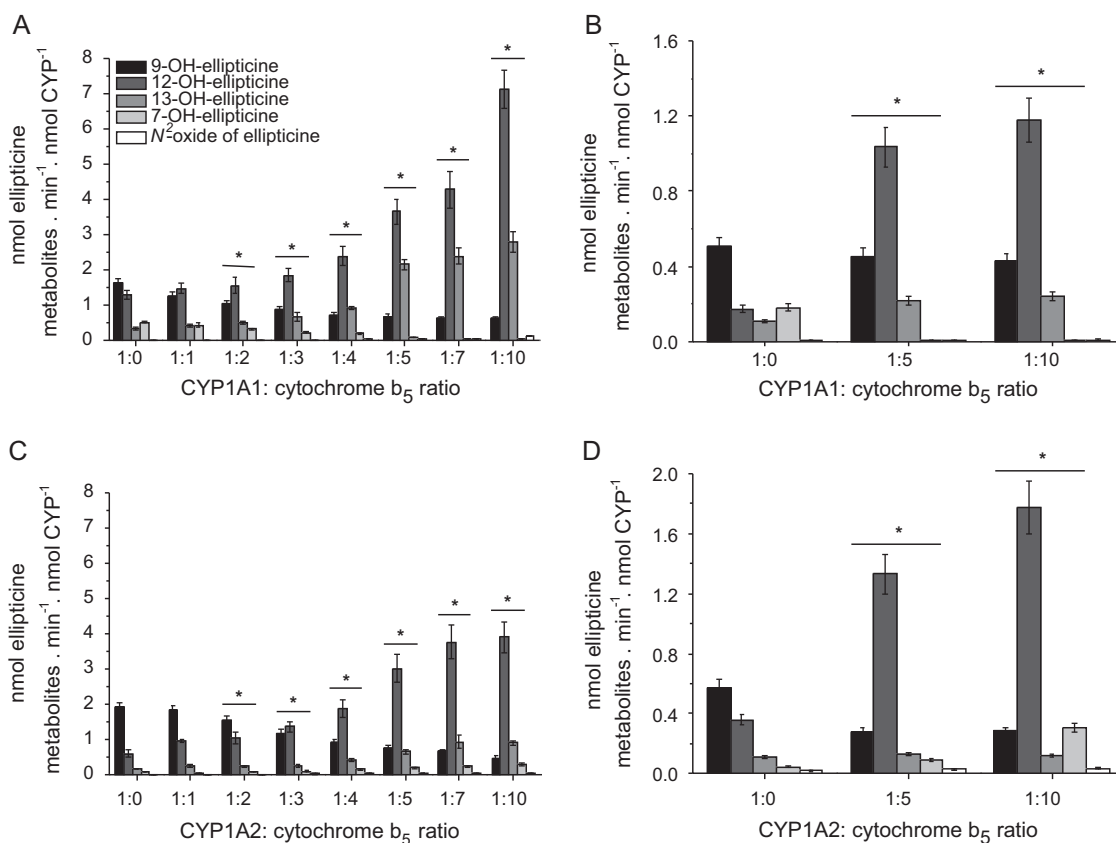 A
nmol ellipticine
metabolites . min⁻¹. nmol CYP⁻¹
8
7
6
5
4
3
2
1
0
9-OH-ellipticine
12-OH-ellipticine
13-OH-ellipticine
7-OH-ellipticine
N²oxide of ellipticine
* * * * * *
1:0 1:1 1:2 1:3 1:4 1:5 1:7 1:10
CYP1A1: cytochrome b₅ ratio
B
nmol ellipticine
metabolites . min⁻¹. nmol CYP⁻¹
1.6
1.2
0.8
0.4
0.0
* *
1:0 1:5 1:10
CYP1A1: cytochrome b₅ ratio
C
nmol ellipticine
metabolites . min⁻¹. nmol CYP⁻¹
8
7
6
5
4
3
2
1
0
* * * * * *
1:0 1:1 1:2 1:3 1:4 1:5 1:7 1:10
CYP1A2: cytochrome b₅ ratio
D
nmol ellipticine
metabolites . min⁻¹. nmol CYP⁻¹
2.0
1.6
1.2
0.8
0.4
0.0
* *
1:0 1:5 1:10
CYP1A2: cytochrome b₅ ratio